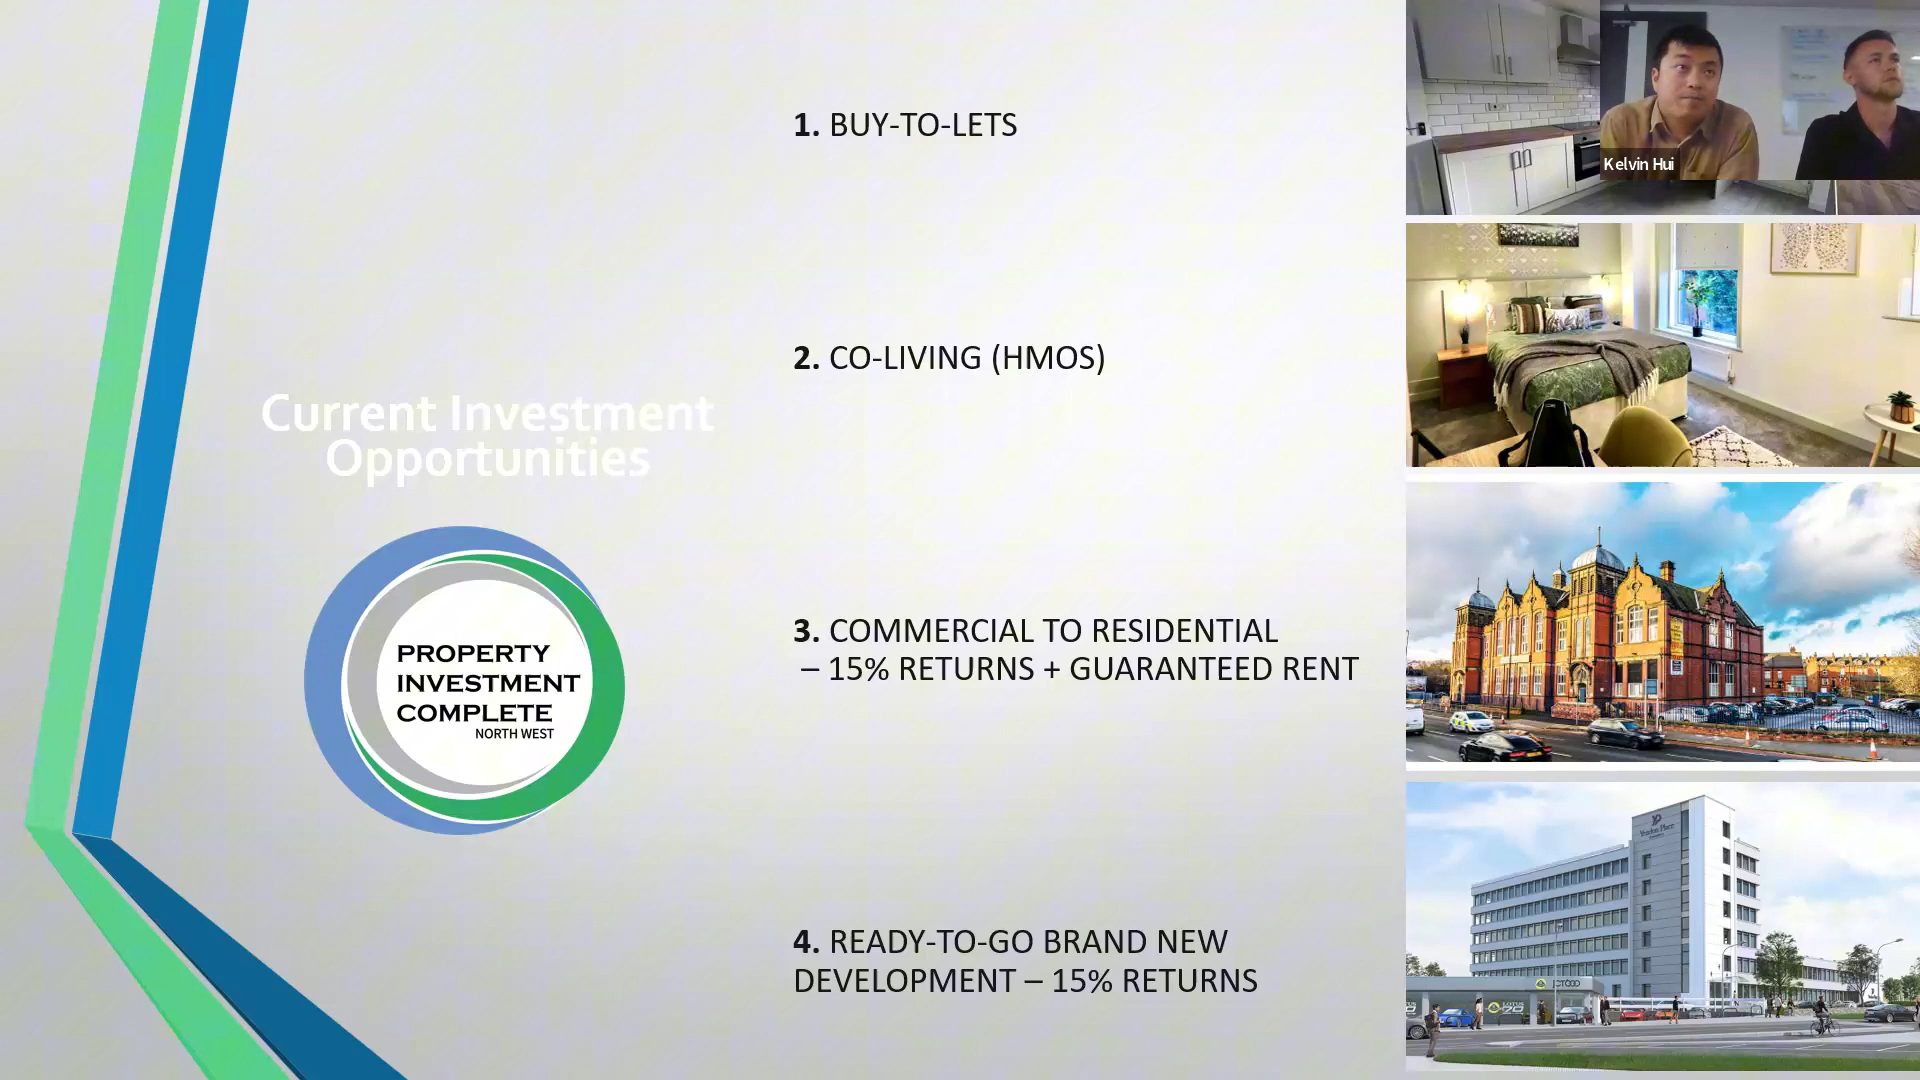 Current Investment
Opportunities
PROPERTY
INVESTMENT
COMPLETE
NORTH WEST
1. BUY-TO-LETS
2. CO-LIVING (HMOS)
3. COMMERCIAL TO RESIDENTIAL
– 15% RETURNS + GUARANTEED RENT
4. READY-TO-GO BRAND NEW
DEVELOPMENT – 15% RETURNS
Kelvin Hui